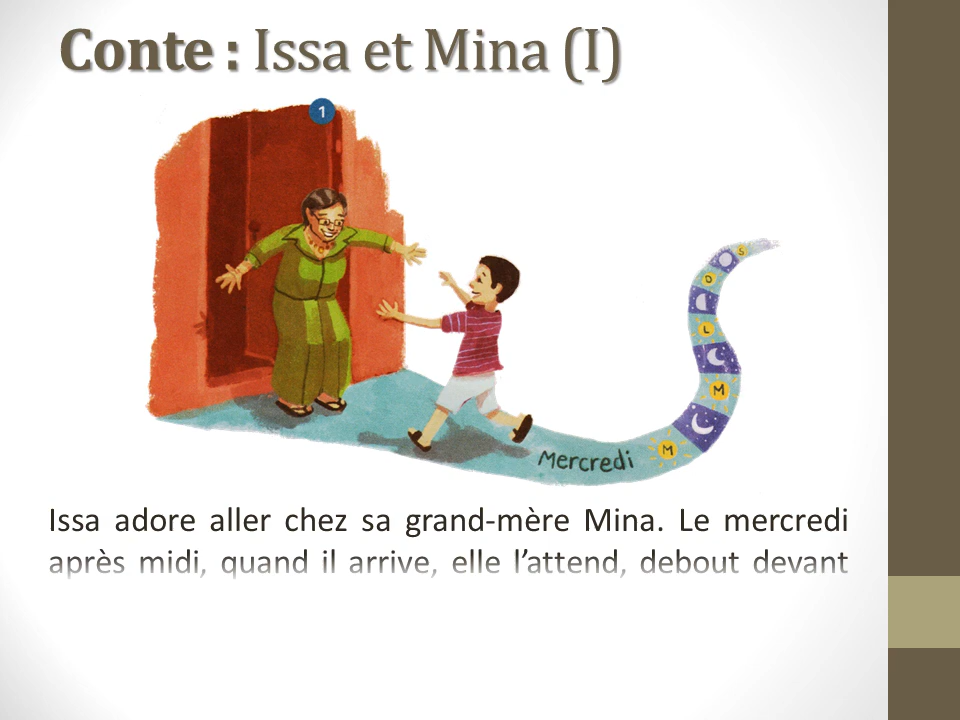 Conte : Issa et Mina (I)
1
S
D
L
M
M
Mercredi
Issa adore aller chez sa grand-mère Mina. Le mercredi
après midi, quand il arrive, elle l’attend, debout devant